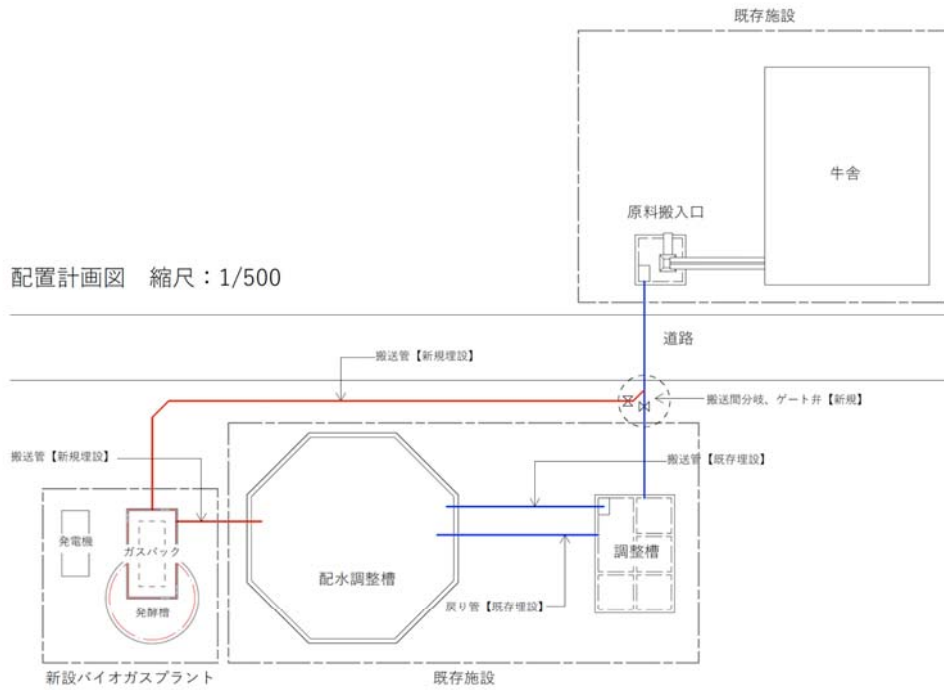 既存施設
牛舎
原料搬入口
配置計画図　縮尺：1/500
道路
搬送管【新規埋設】
搬送間分岐、ゲート弁【新規】
搬送管【新規埋設】
搬送管【既存埋設】
発電機
ガスバック
調整槽
配水調整槽
発酵槽
戻り管【既存埋設】
新設バイオガスプラント
既存施設